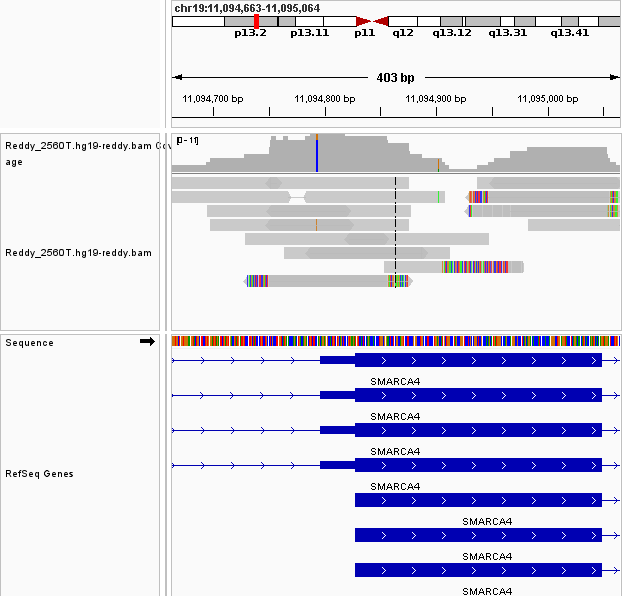 chr19:11,094,663-11,095,064
p13.2 p13.11 p11 q12 q13.12 q13.31 q13.41
403 bp
11,094,700 bp 11,094,800 bp 11,094,900 bp 11,095,000 bp
Reddy_2560T.hg19-reddy.bam Cov
age
[0 - 11]
Reddy_2560T.hg19-reddy.bam
Sequence
SMARCA4
SMARCA4
SMARCA4
RefSeq Genes
SMARCA4
SMARCA4
SMARCA4
SMARCA4